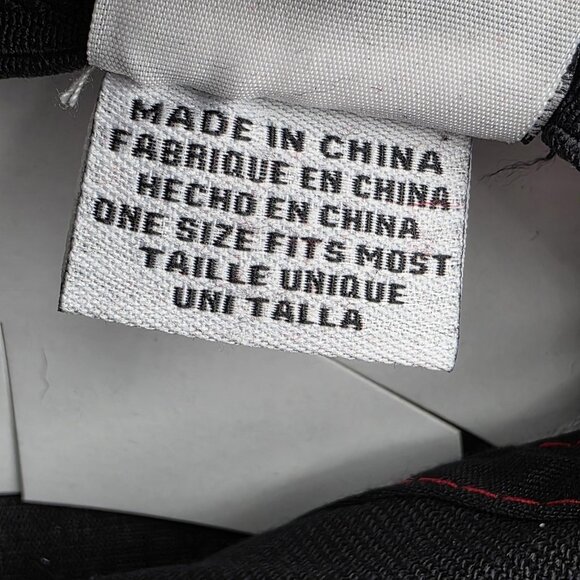 MADE IN CHINA
FABRIQUE EN CHINA
HECHO EN CHINA
ONE SIZE FITS MOST
TAILLE UNIQUE
UNI TALLA